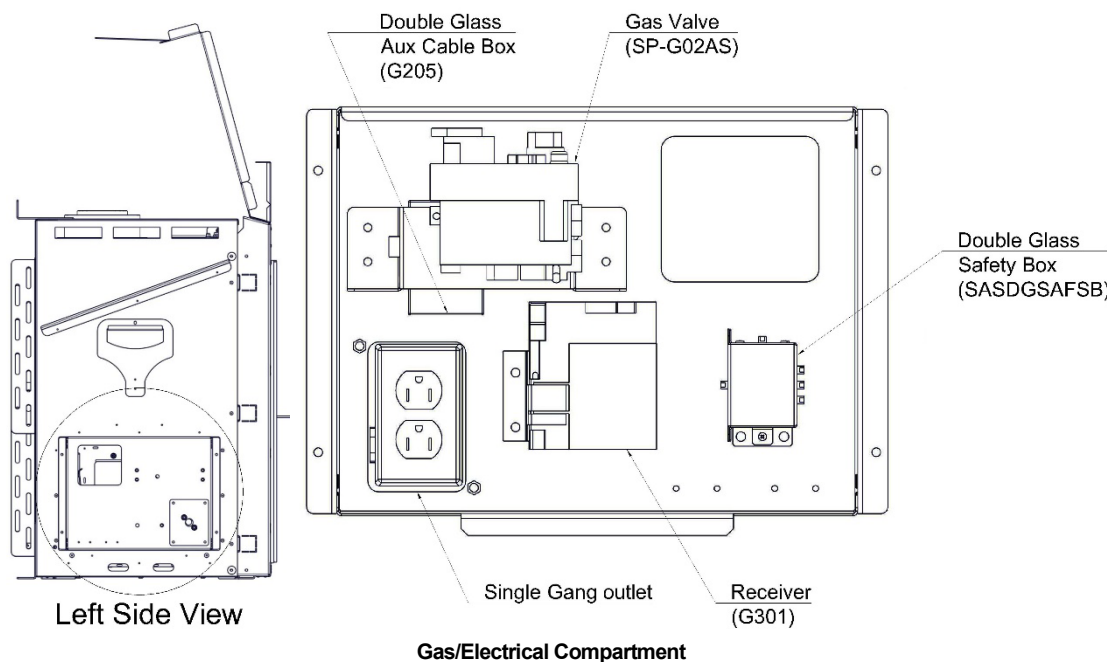 Double Glass
Aux Cable Box
(G205)
Gas Valve
(SP-G02AS)
Double Glass
Safety Box
(SASDGSAFSB)
Left Side View
Single Gang outlet
Receiver
(G301)
Gas/Electrical Compartment